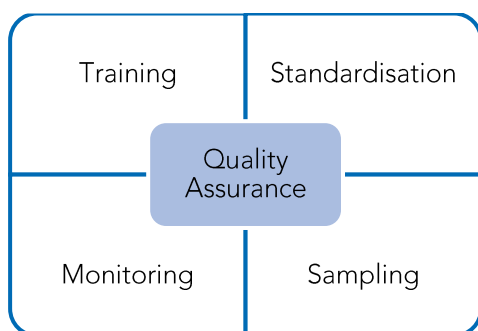 Training
Standardisation
Quality
Assurance
Monitoring
Sampling